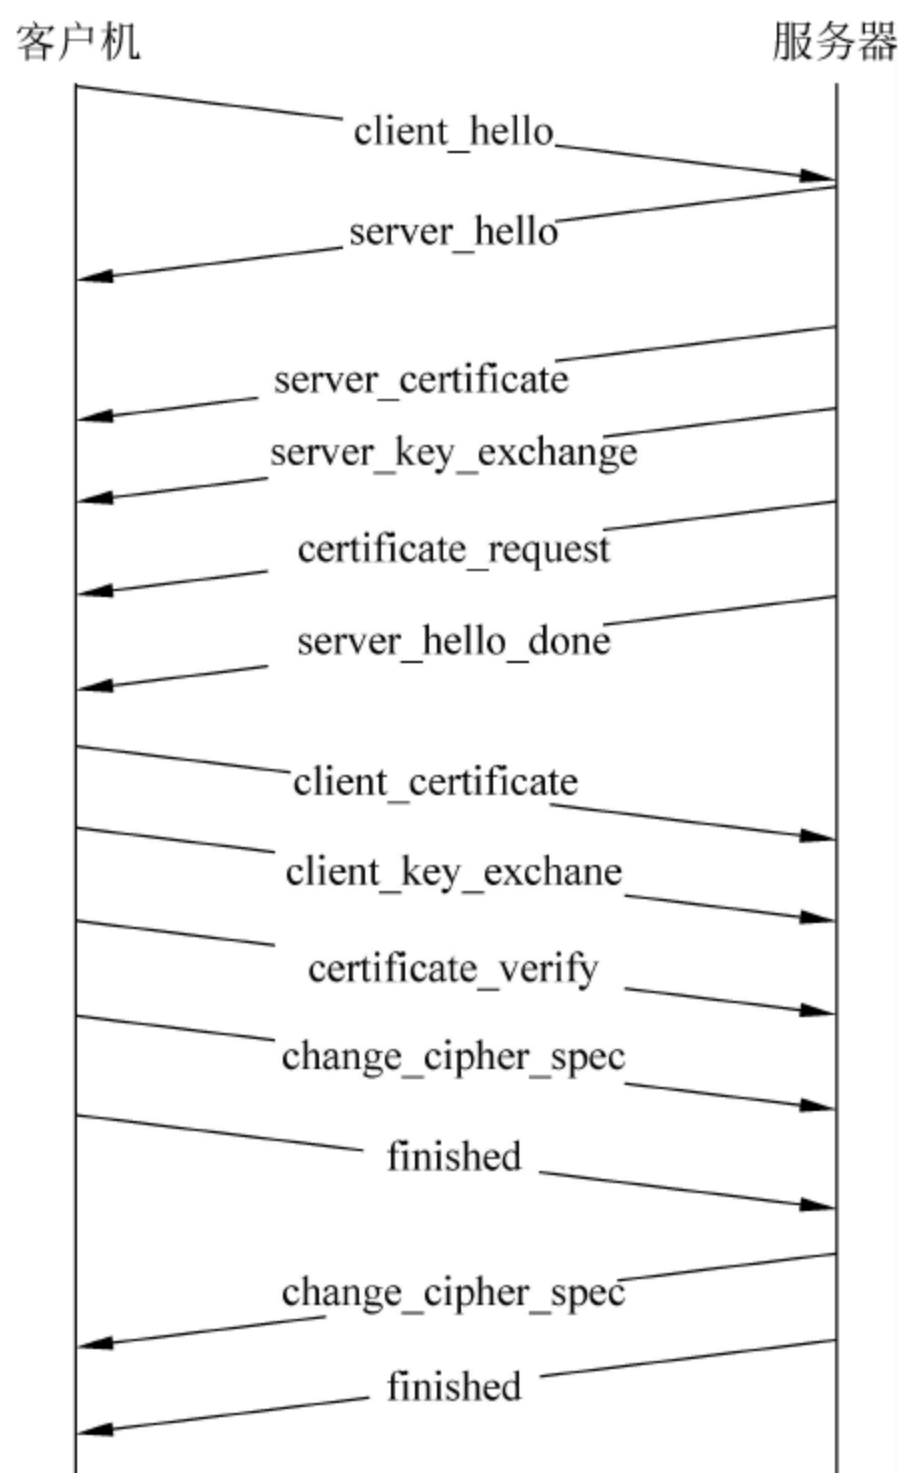 客户机
服务器
client_hello
server_hello
server_certificate
server_key_exchange
certificate_request
server_hello_done
client_certificate
client_key_exchane
certificate_verify
change_cipher_spec
finished
change_cipher_spec
finished